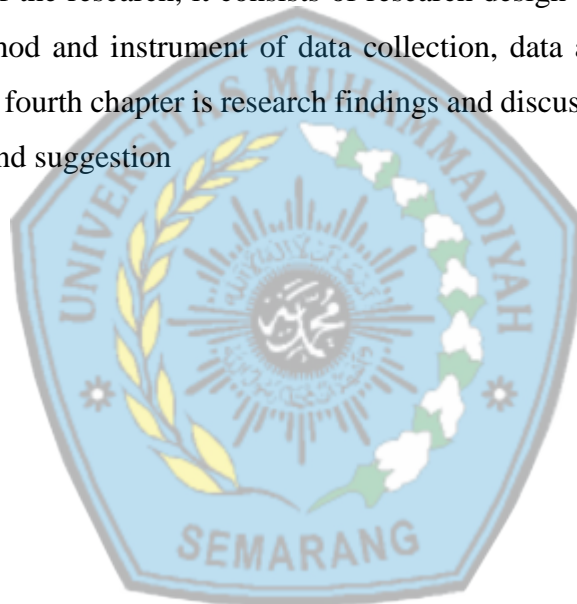 of the research, it consists of research design
hod and instrument of data collection, data a
fourth chapter is research findings and discus
nd suggestion
UNIVERSITAS MUHAMMADIYAH
SEMARANG